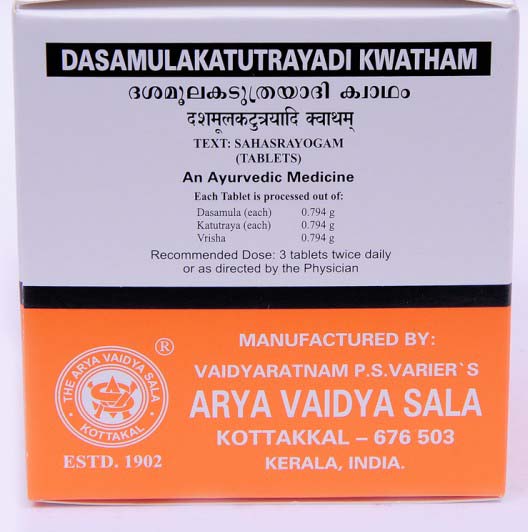 DASAMULAKATUTRAYADI KWATHAM
ദശമൂലകടുത്രയാദി ക്വാഥം
दशमूलकटुत्रयादि क्वाथम्
TEXT: SAHASRAYOGAM
(TABLETS)
An Ayurvedic Medicine
Each Tablet is processed out of:
Dasamula (each) 0.794 g
Katutraya (each) 0.794 g
Vrisha 0.794 g
Recommended Dose: 3 tablets twice daily
or as directed by the Physician
THE ARYA VAIDYA SALA
KOTTAKAL
®
ESTD. 1902
MANUFACTURED BY:
VAIDYARATNAM P.S.VARIER`S
ARYA VAIDYA SALA
KOTTAKKAL – 676 503
KERALA, INDIA.